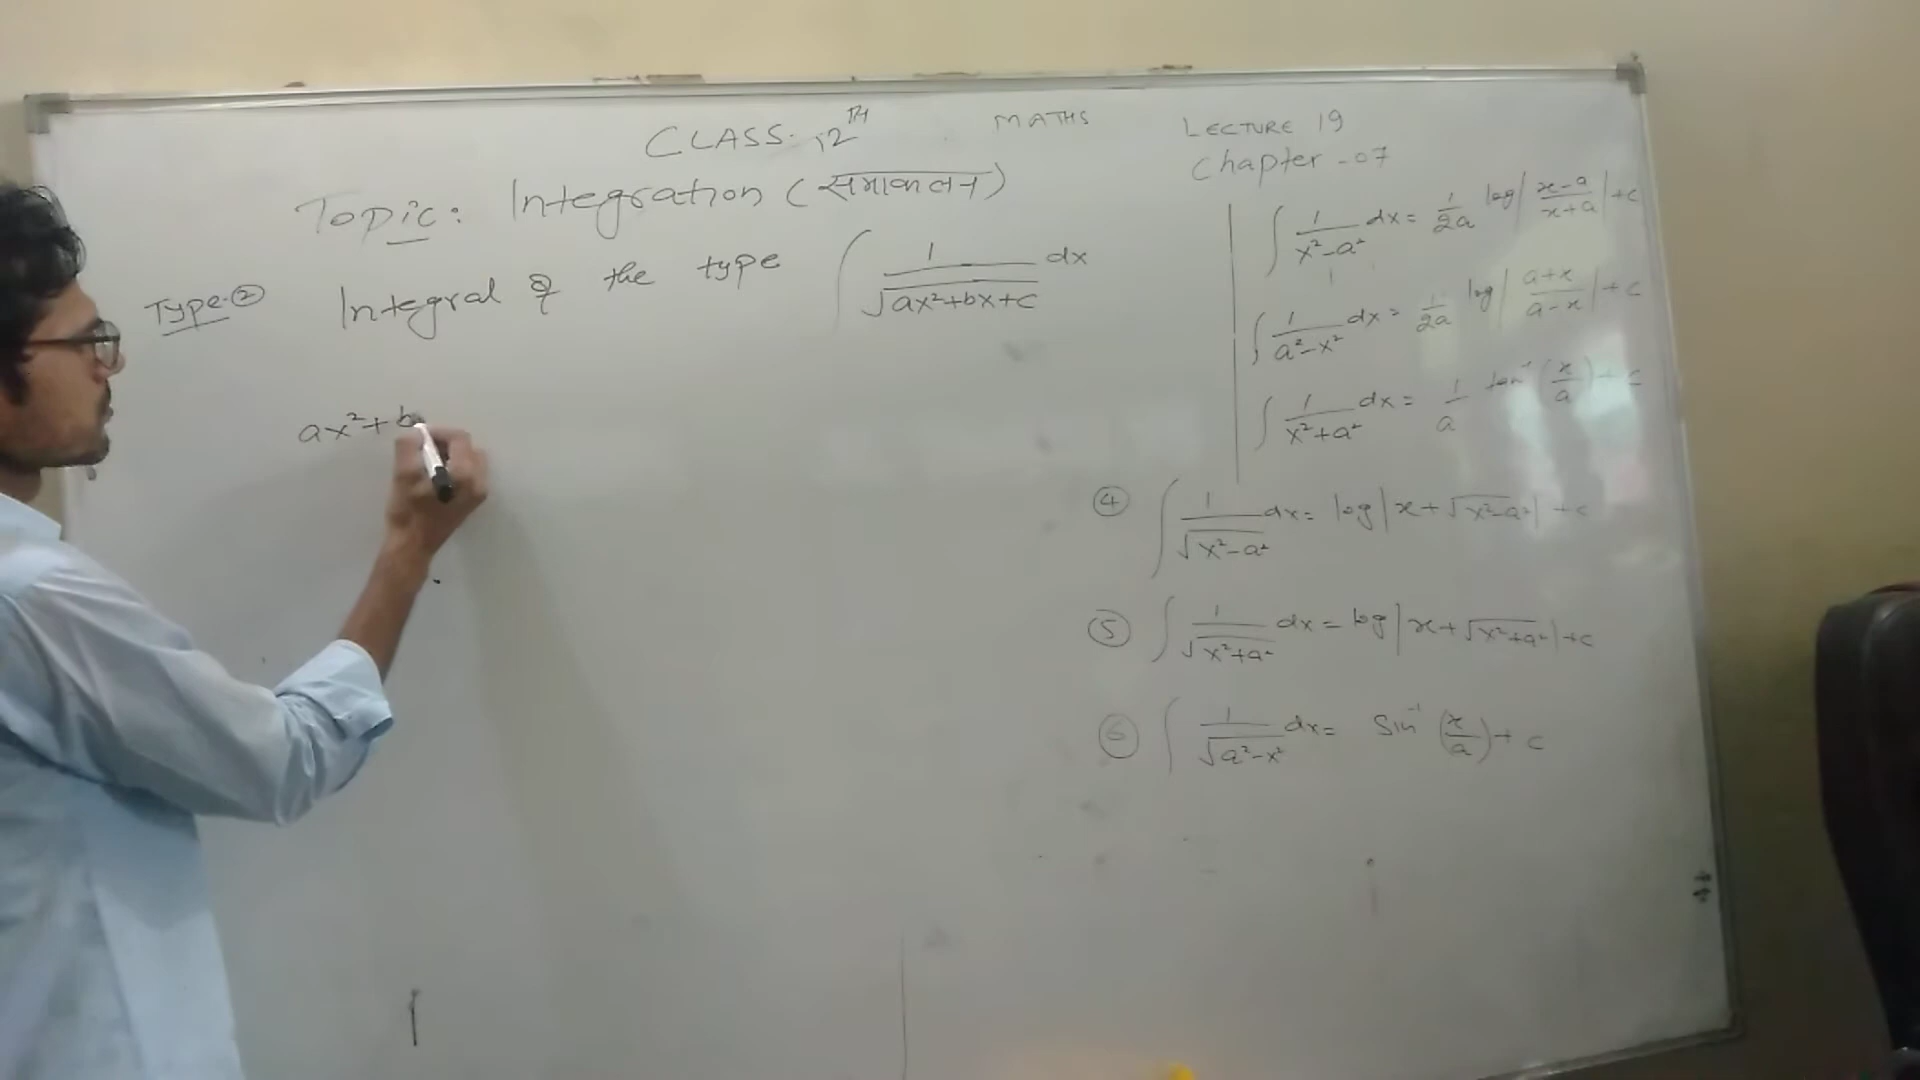 CLASS. 12TH MATHS LECTURE 19
Chapter -07
Topic: Integration (समाकलन)
Type-② Integral of the type ∫ 1/√(ax²+bx+c) dx
ax²+b
∫ 1/(x²-a²) dx = 1/2a log|(x-a)/(x+a)|+c
∫ 1/(a²-x²) dx = 1/2a log|(a+x)/(a-x)|+c
∫ 1/(x²+a²) dx = 1/a tan⁻¹(x/a)+c
④ ∫ 1/√(x²-a²) dx = log|x+√(x²-a²)|+c
⑤ ∫ 1/√(x²+a²) dx = log|x+√(x²+a²)|+c
⑥ ∫ 1/√(a²-x²) dx = Sin⁻¹(x/a)+c